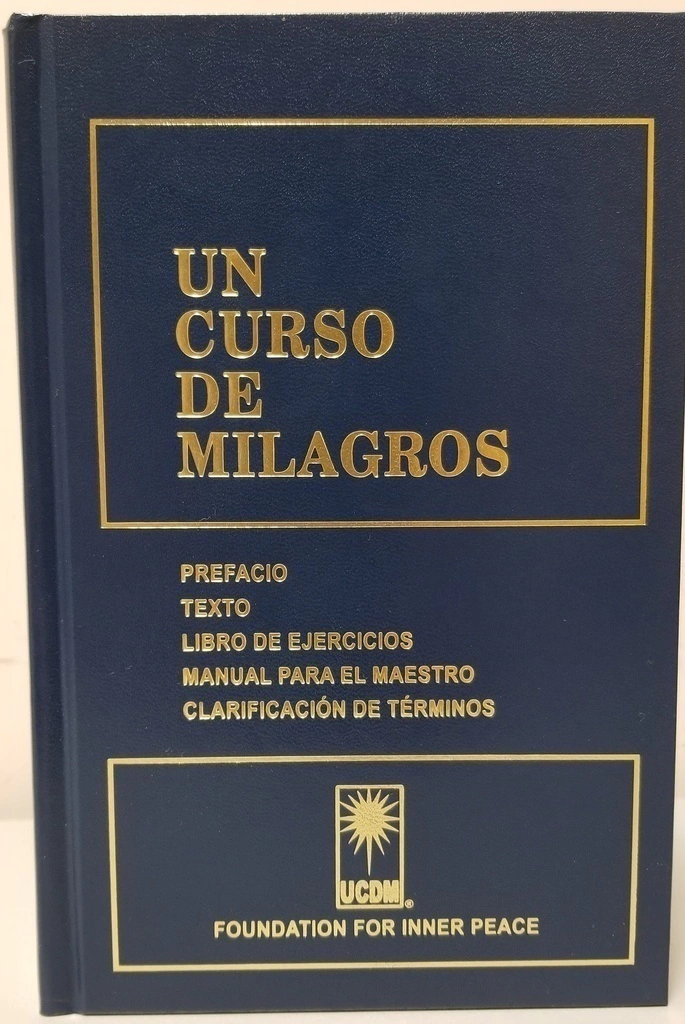 UN
CURSO
DE
MILAGROS
PREFACIO
TEXTO
LIBRO DE EJERCICIOS
MANUAL PARA EL MAESTRO
CLARIFICACIÓN DE TÉRMINOS
UCDM®
FOUNDATION FOR INNER PEACE